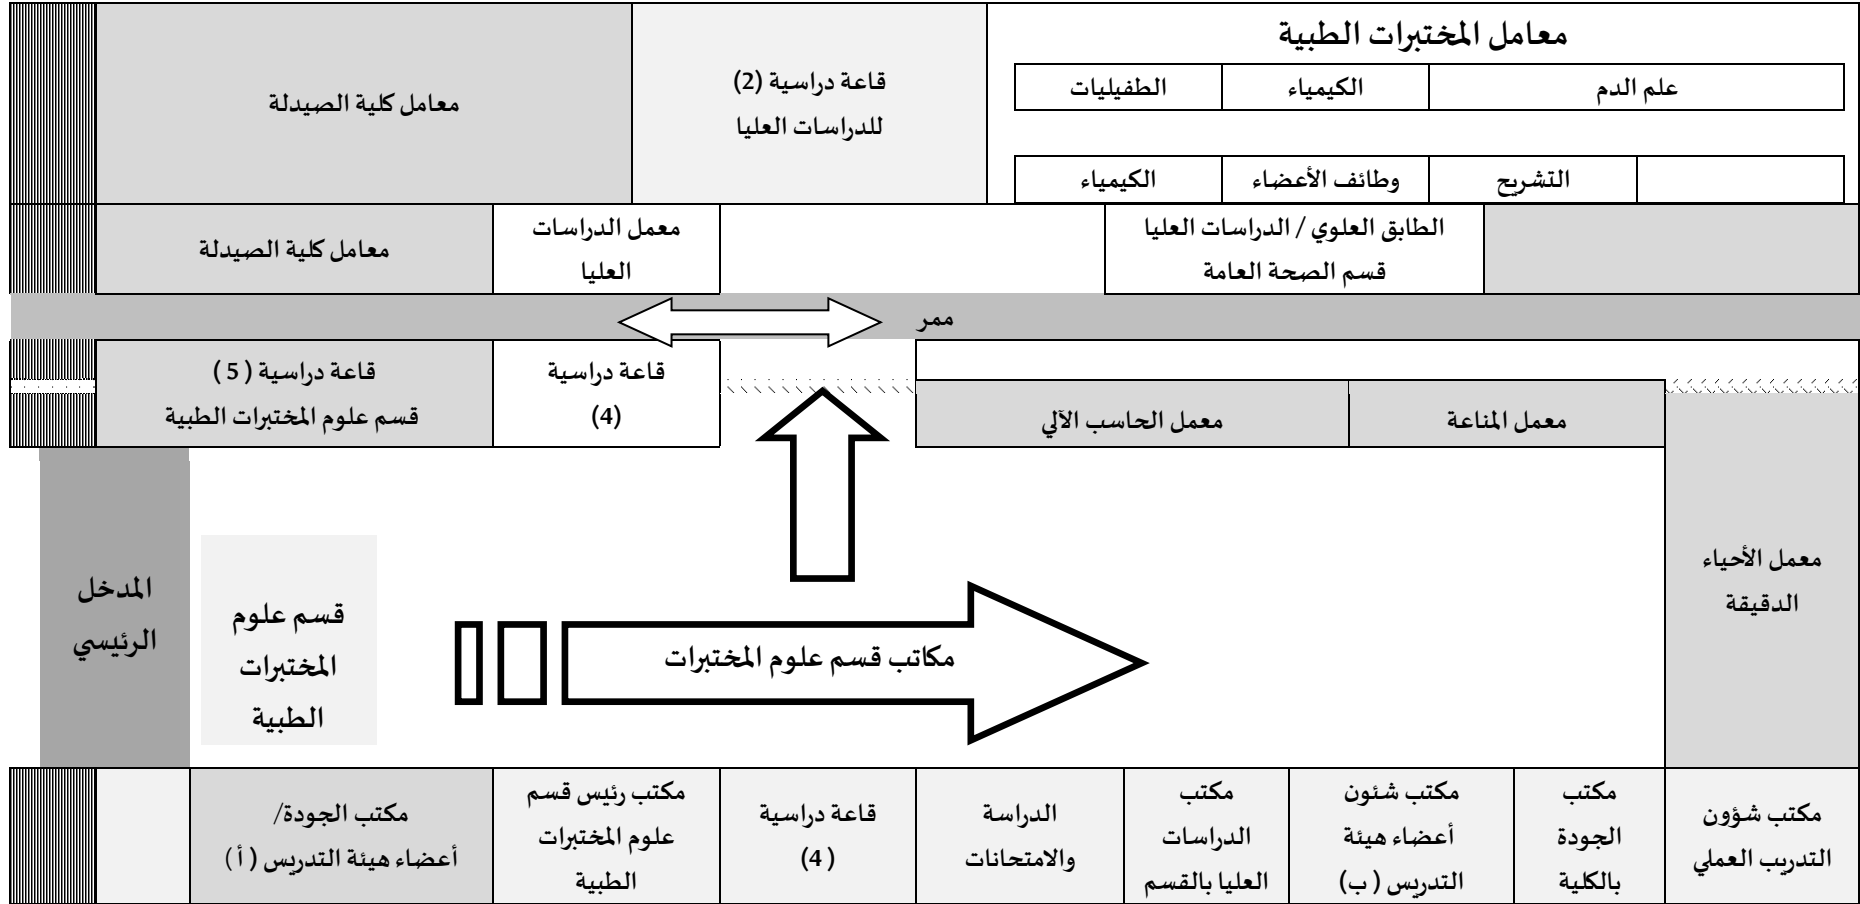 معامل المختبرات الطبية
علم الدم
الكيمياء
الطفيليات
قاعة دراسية (2)
للدراسات العليا
معامل كلية الصيدلة
التشريح
وظائف الأعضاء
الكيمياء
الطابق العلوي / الدراسات العليا
قسم الصحة العامة
معمل الدراسات
العليا
معامل كلية الصيدلة
ممر
قاعة دراسية
(4)
قاعة دراسية ( 5 )
قسم علوم المختبرات الطبية
معمل المناعة
معمل الحاسب الآلي
معمل الأحياء
الدقيقة
المدخل
الرئيسي
قسم علوم
المختبرات
الطبية
مكاتب قسم علوم المختبرات
مكتب شؤون
التدريب العملي
مكتب
الجودة
بالكلية
مكتب شئون
أعضاء هيئة
التدريس ( ب)
مكتب
الدراسات
العليا بالقسم
الدراسة
والامتحانات
قاعة دراسية
( 4)
مكتب رئيس قسم
علوم المختبرات
الطبية
مكتب الجودة/
أعضاء هيئة التدريس ( أ )